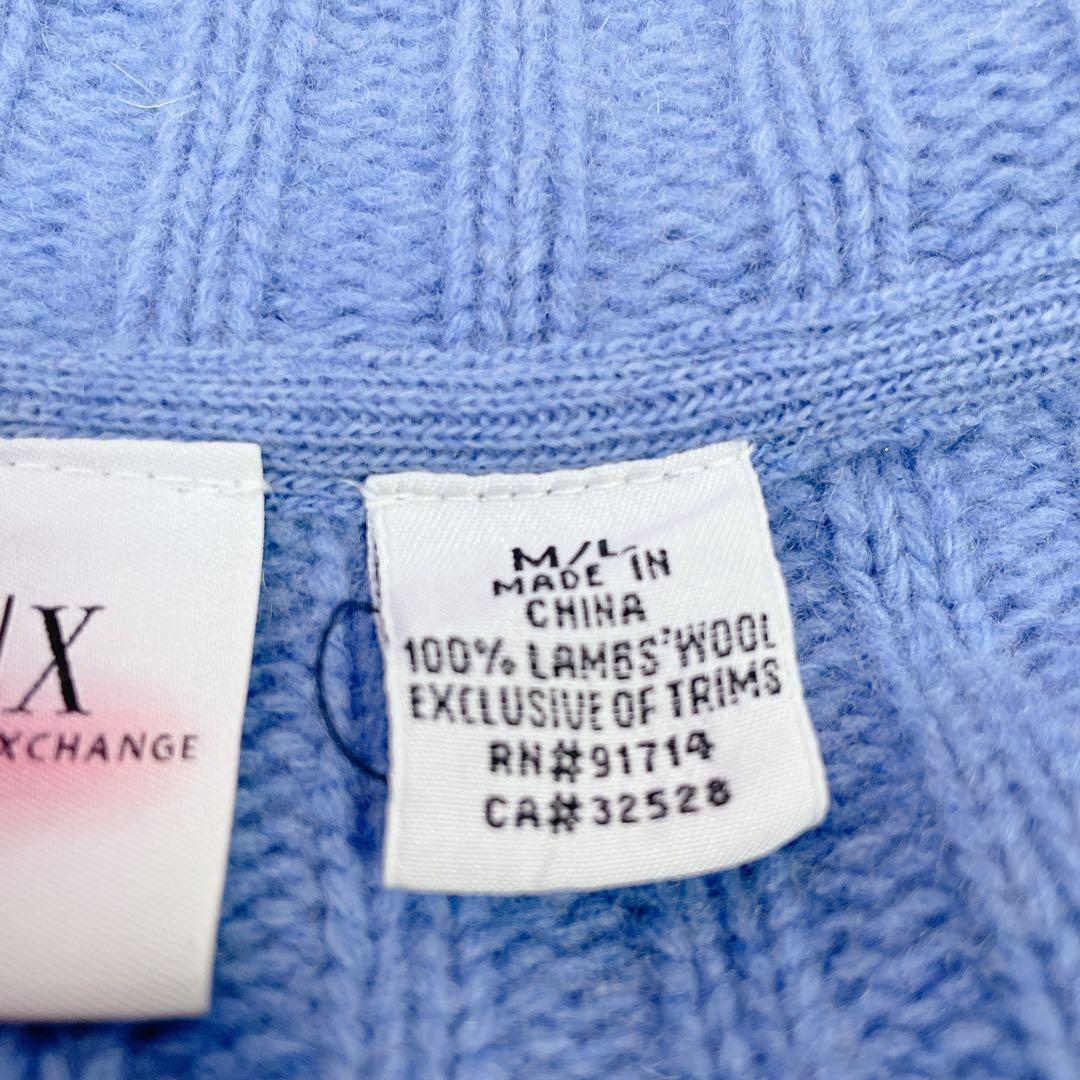 /X
XCHANGE
M/L
MADE IN
CHINA
100% LAMBS' WOOL
EXCLUSIVE OF TRIMS
RN#91714
CA#32528